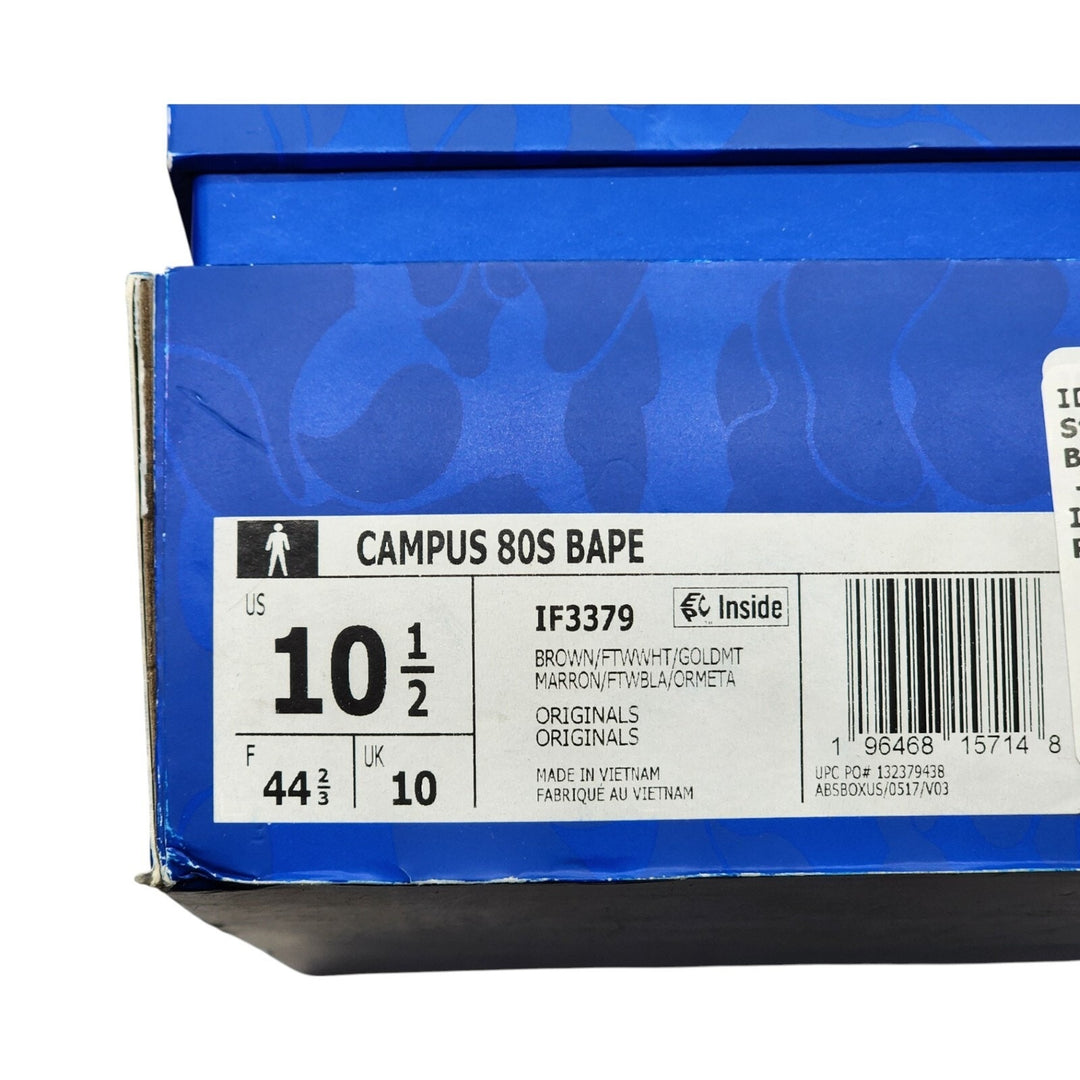 CAMPUS 80S BAPE
US
10 1/2
F
44 2/3
UK
10
IF3379
EPC Inside
BROWN/FTWWHT/GOLDMT
MARRON/FTWBLA/ORMETA
ORIGINALS
ORIGINALS
MADE IN VIETNAM
FABRIQUÉ AU VIETNAM
1 96468 15714 8
UPC PO# 132379438
ABSBOXUS/0517/V03